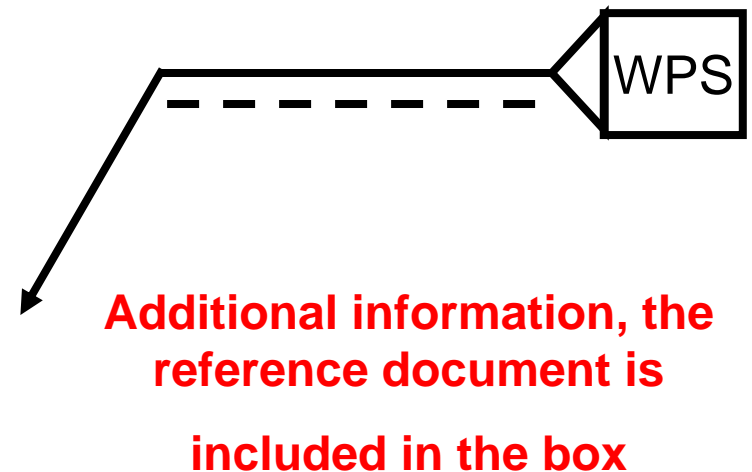 WPS
Additional information, the
reference document is
included in the box